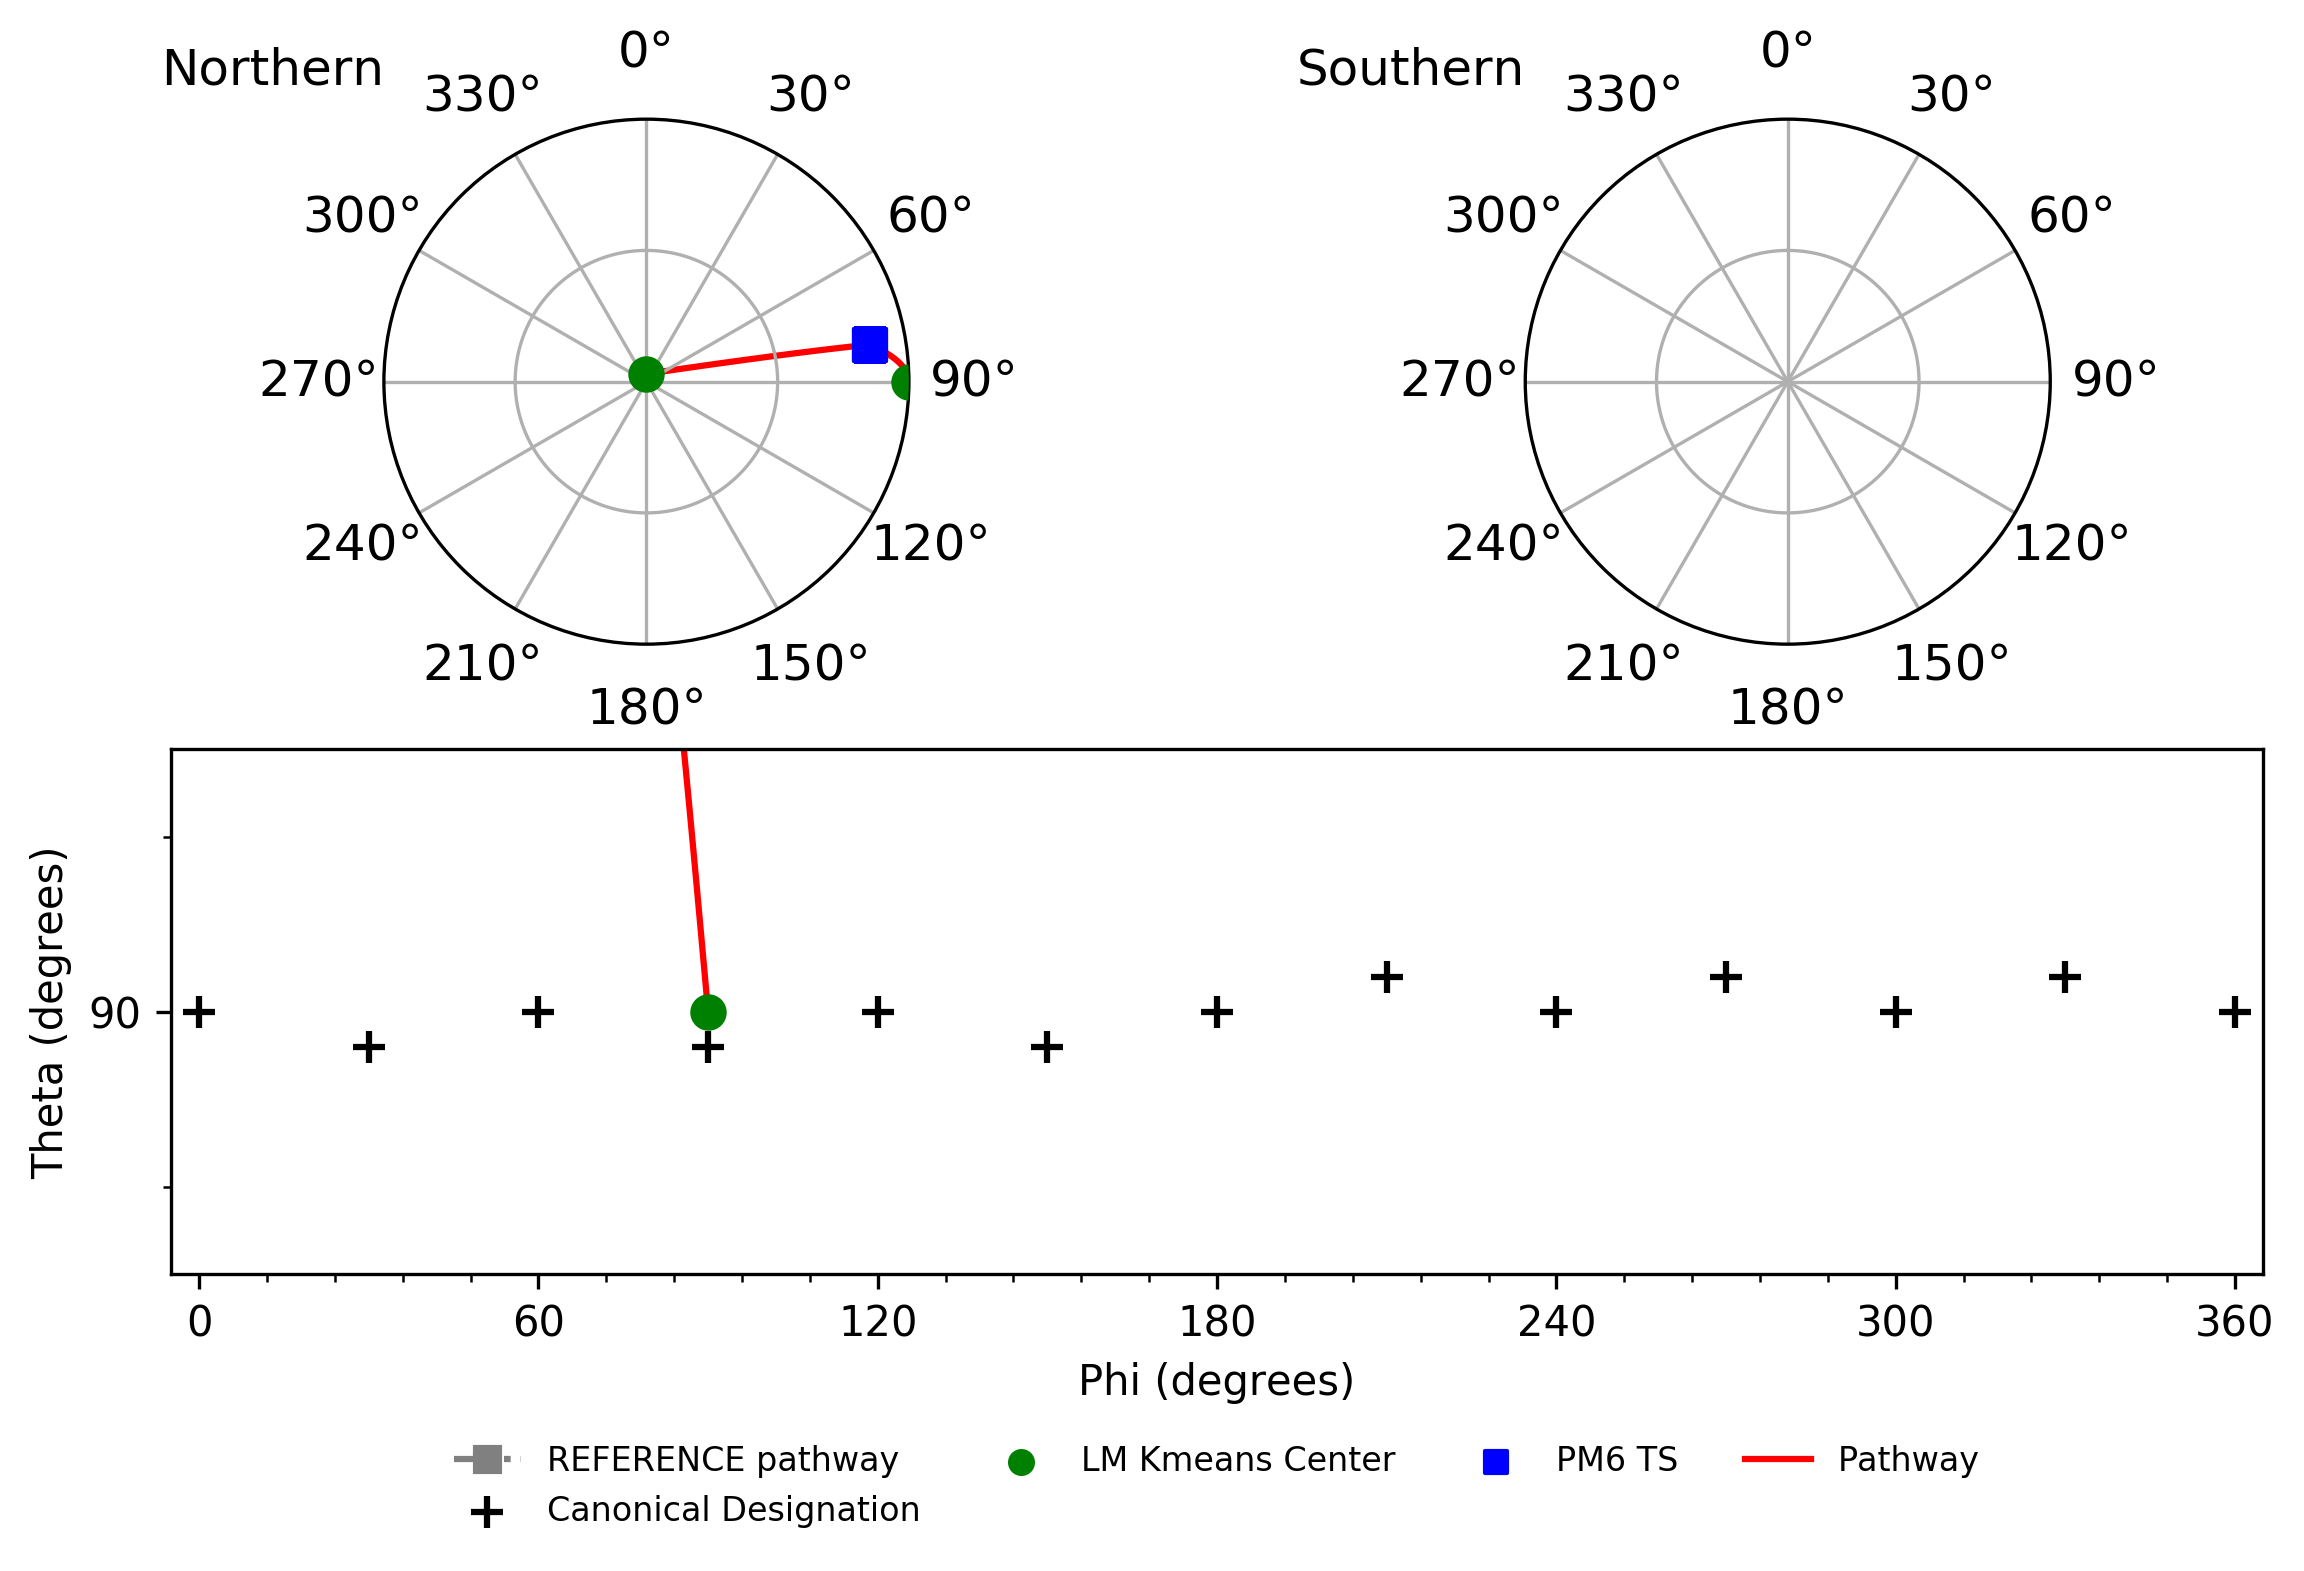 Northern
0°
330°
30°
300°
60°
270°
90°
240°
120°
210°
150°
180°
Southern
0°
330°
30°
300°
60°
270°
90°
240°
120°
210°
150°
180°
Theta (degrees)
90
0 60 120 180 240 300 360
Phi (degrees)
REFERENCE pathway
Canonical Designation
LM Kmeans Center
PM6 TS
Pathway